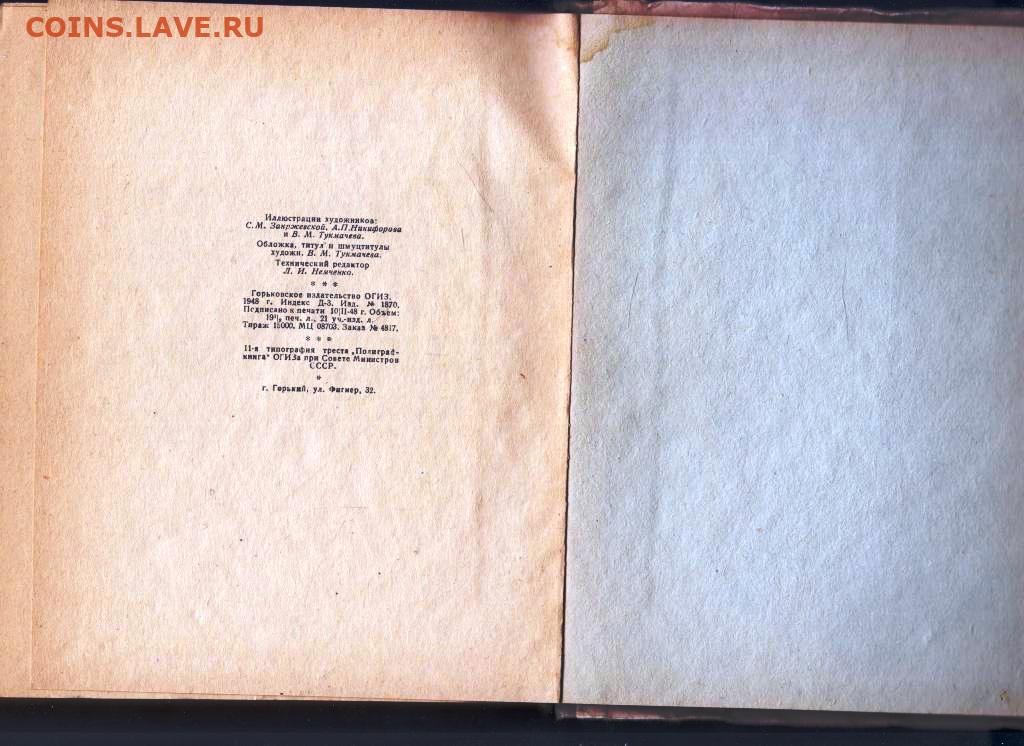 COINS.LAVE.RU
Иллюстрации художников:
С. М. Закржевской, А. П. Никифорова
и В. М. Тукмачева.
Обложка, титул и шмуцтитулы
художн. В. М. Тукмачева.
Технический редактор
Л. И. Немченко.
* * *
Горьковское издательство ОГИЗ.
1948 г. Индекс Д-3. Изд. № 1870.
Подписано к печати 10|II-48 г. Объем:
печ. л., 21 уч.-изд. л.
Тираж 15000. МЦ 08703. Заказ № 4817.
* * *
11-я типография треста „Полиграф-
книга" ОГИЗа при Совете Министров
СССР.
*
г. Горький, ул. Фигнер, 32.